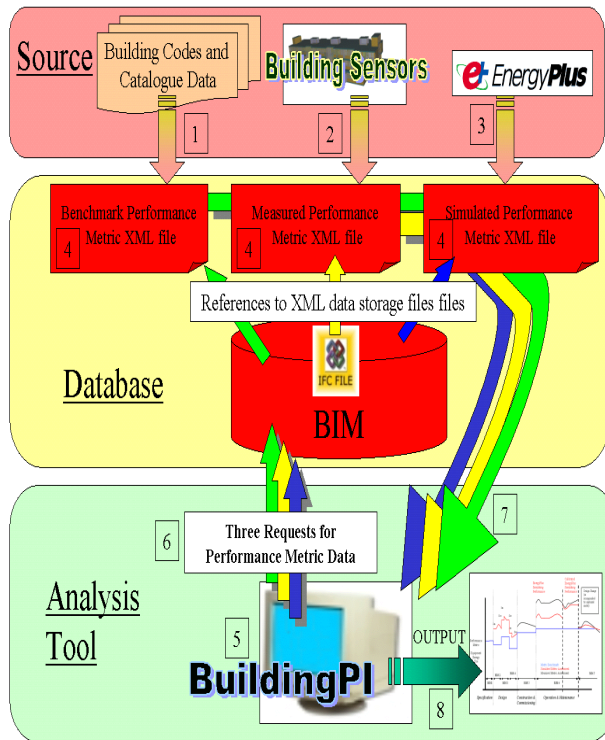 Source
Building Codes and
Catalogue Data
Building Sensors
et EnergyPlus
1
2
3
Benchmark Performance
Metric XML file
4
Measured Performance
Metric XML file
4
Simulated Performance
Metric XML file
4
References to XML data storage files files
IFC FILE
BIM
Database
6
Three Requests for
Performance Metric Data
7
Analysis
Tool
5
BuildingPI
OUTPUT
8